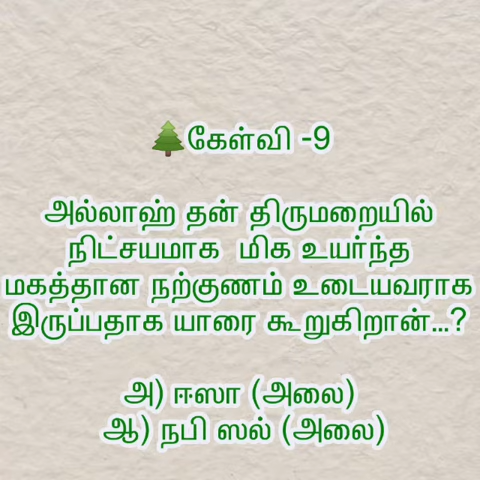 🌲கேள்வி -9
அல்லாஹ் தன் திருமறையில்
நிட்சயமாக மிக உயர்ந்த
மகத்தான நற்குணம் உடையவராக
இருப்பதாக யாரை கூறுகிறான்...?
அ) ஈஸா (அலை)
ஆ) நபி ஸல் (அலை)